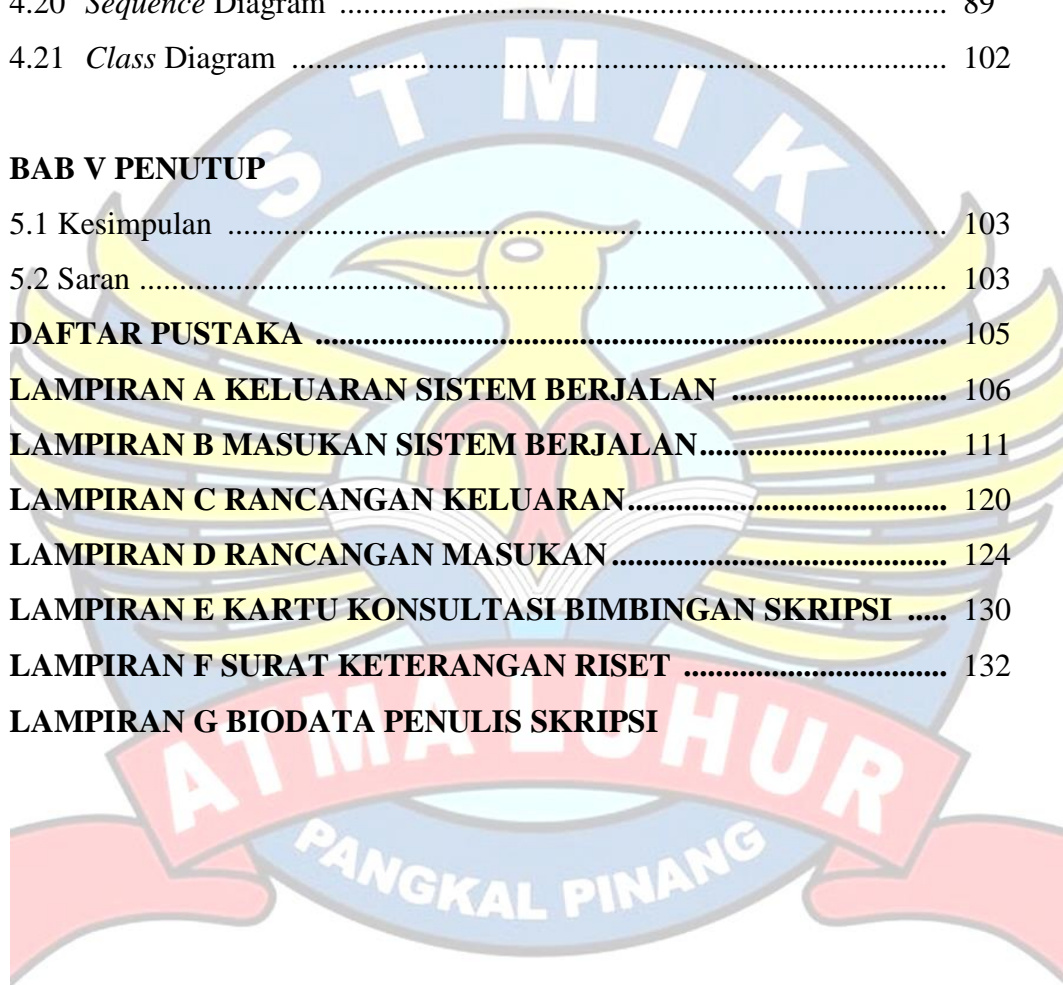 4.20 Sequence Diagram ........................................................................... 89
4.21 Class Diagram ................................................................................. 102
BAB V PENUTUP
5.1 Kesimpulan ......................................................................................... 103
5.2 Saran .................................................................................................... 103
DAFTAR PUSTAKA ............................................................................... 105
LAMPIRAN A KELUARAN SISTEM BERJALAN .......................... 106
LAMPIRAN B MASUKAN SISTEM BERJALAN.............................. 111
LAMPIRAN C RANCANGAN KELUARAN....................................... 120
LAMPIRAN D RANCANGAN MASUKAN......................................... 124
LAMPIRAN E KARTU KONSULTASI BIMBINGAN SKRIPSI ..... 130
LAMPIRAN F SURAT KETERANGAN RISET ................................ 132
LAMPIRAN G BIODATA PENULIS SKRIPSI
STMIK
ATMA LUHUR
PANGKAL PINANG